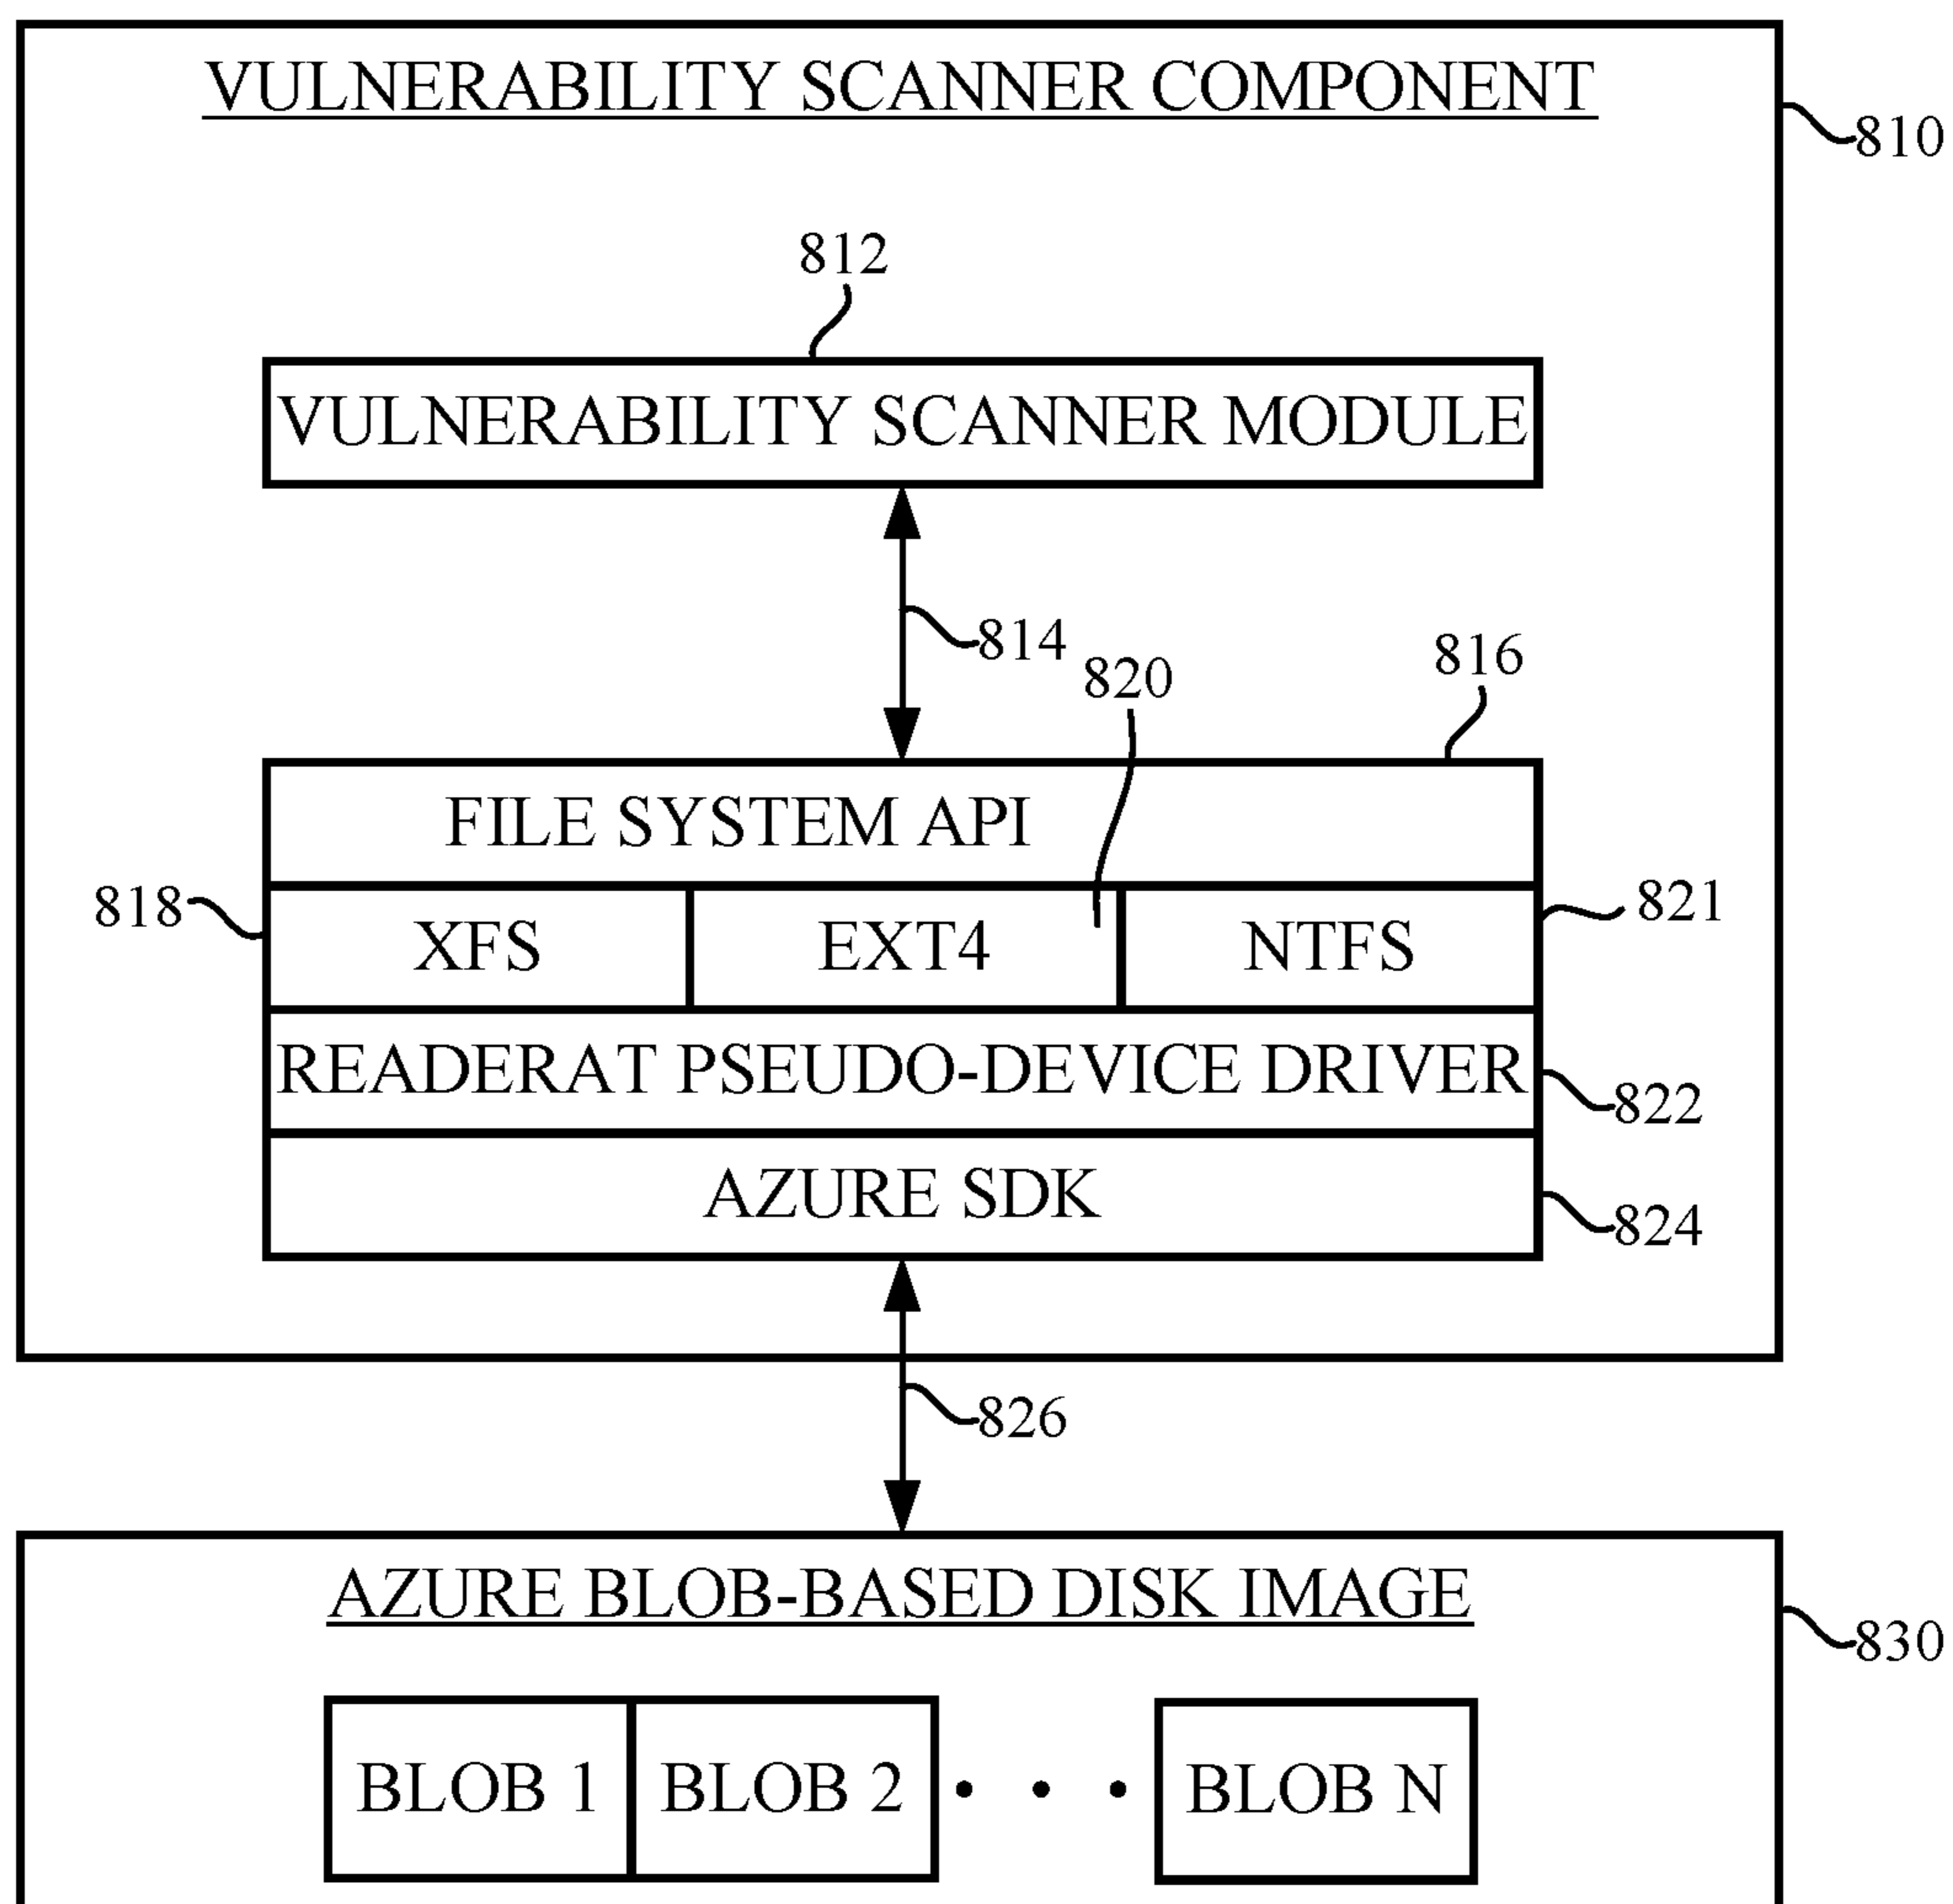 VULNERABILITY SCANNER COMPONENT
810
812
VULNERABILITY SCANNER MODULE
814
820
816
FILE SYSTEM API
818
XFS
EXT4
NTFS
821
READERAT PSEUDO-DEVICE DRIVER
822
AZURE SDK
824
826
AZURE BLOB-BASED DISK IMAGE
830
BLOB 1
BLOB 2
• • •
BLOB N